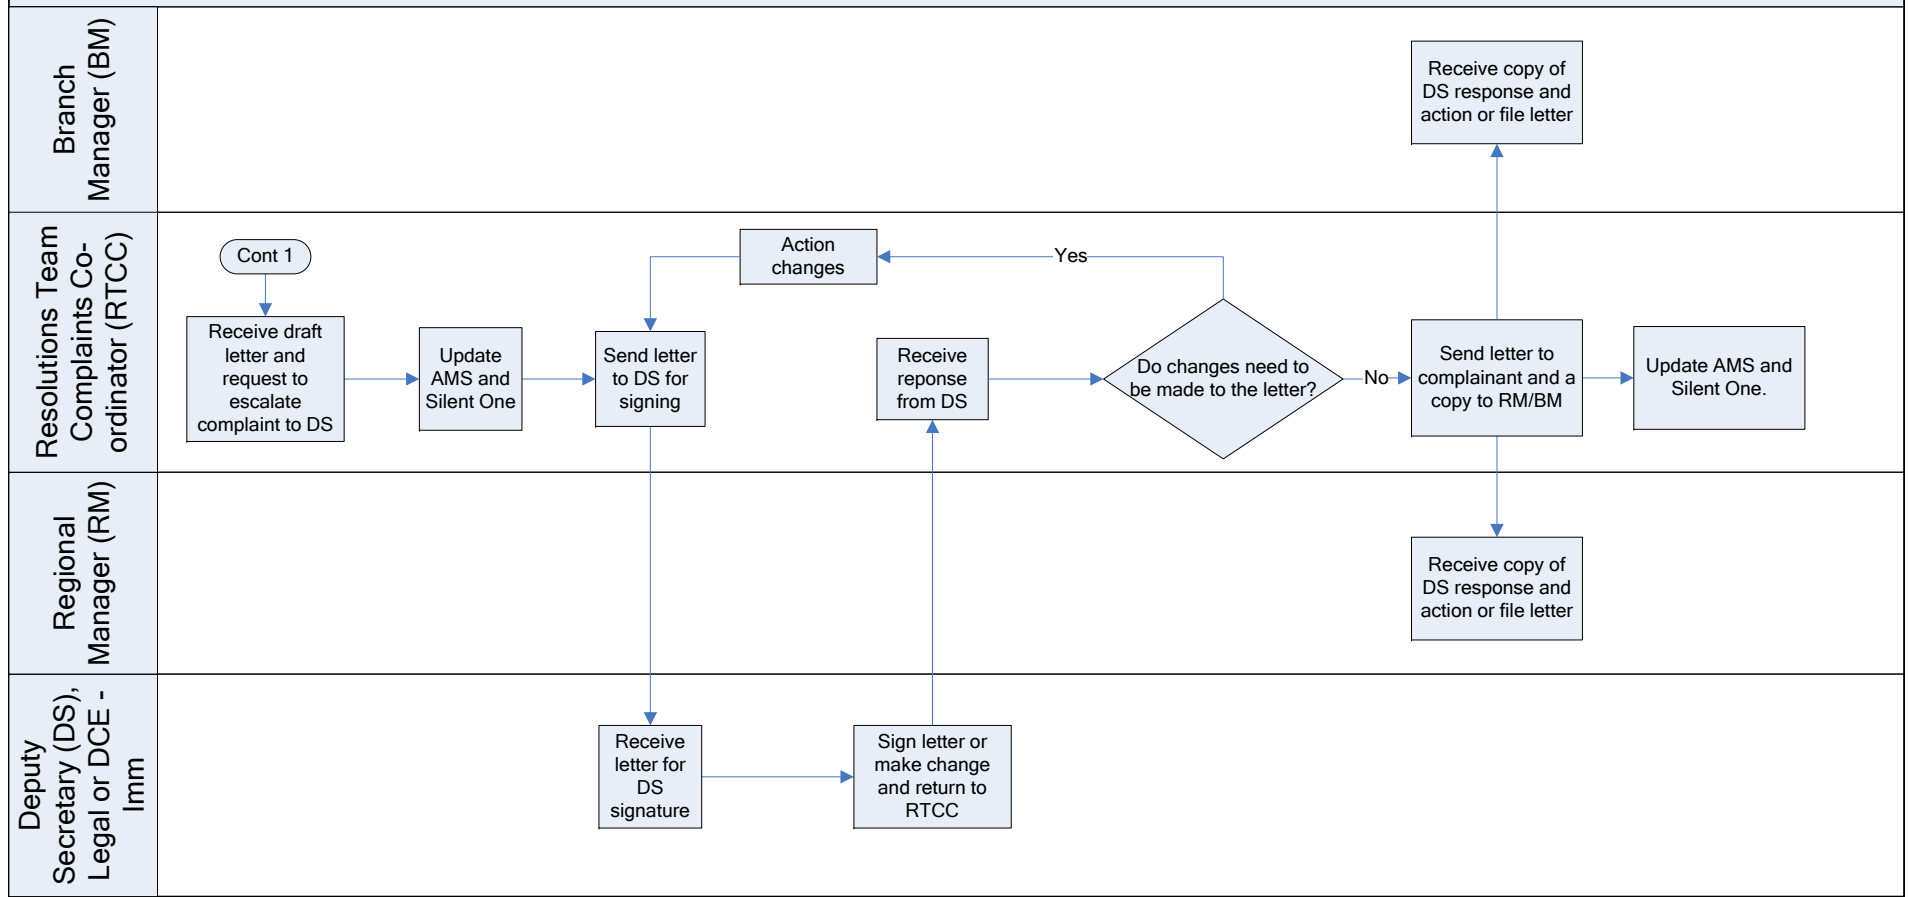 Branch
Manager (BM)
Receive copy of
DS response and
action or file letter
Resolutions Team
Complaints Co-
ordinator (RTCC)
Cont 1
Receive draft
letter and
request to
escalate
complaint to DS
Update
AMS and
Silent One
Send letter
to DS for
signing
Action
changes
Yes
Receive
reponse
from DS
Do changes need to
be made to the letter?
No
Send letter to
complainant and a
copy to RM/BM
Update AMS and
Silent One.
Regional
Manager (RM)
Receive copy of
DS response and
action or file letter
Deputy
Secretary (DS),
Legal or DCE -
Imm
Receive
letter for
DS
signature
Sign letter or
make change
and return to
RTCC